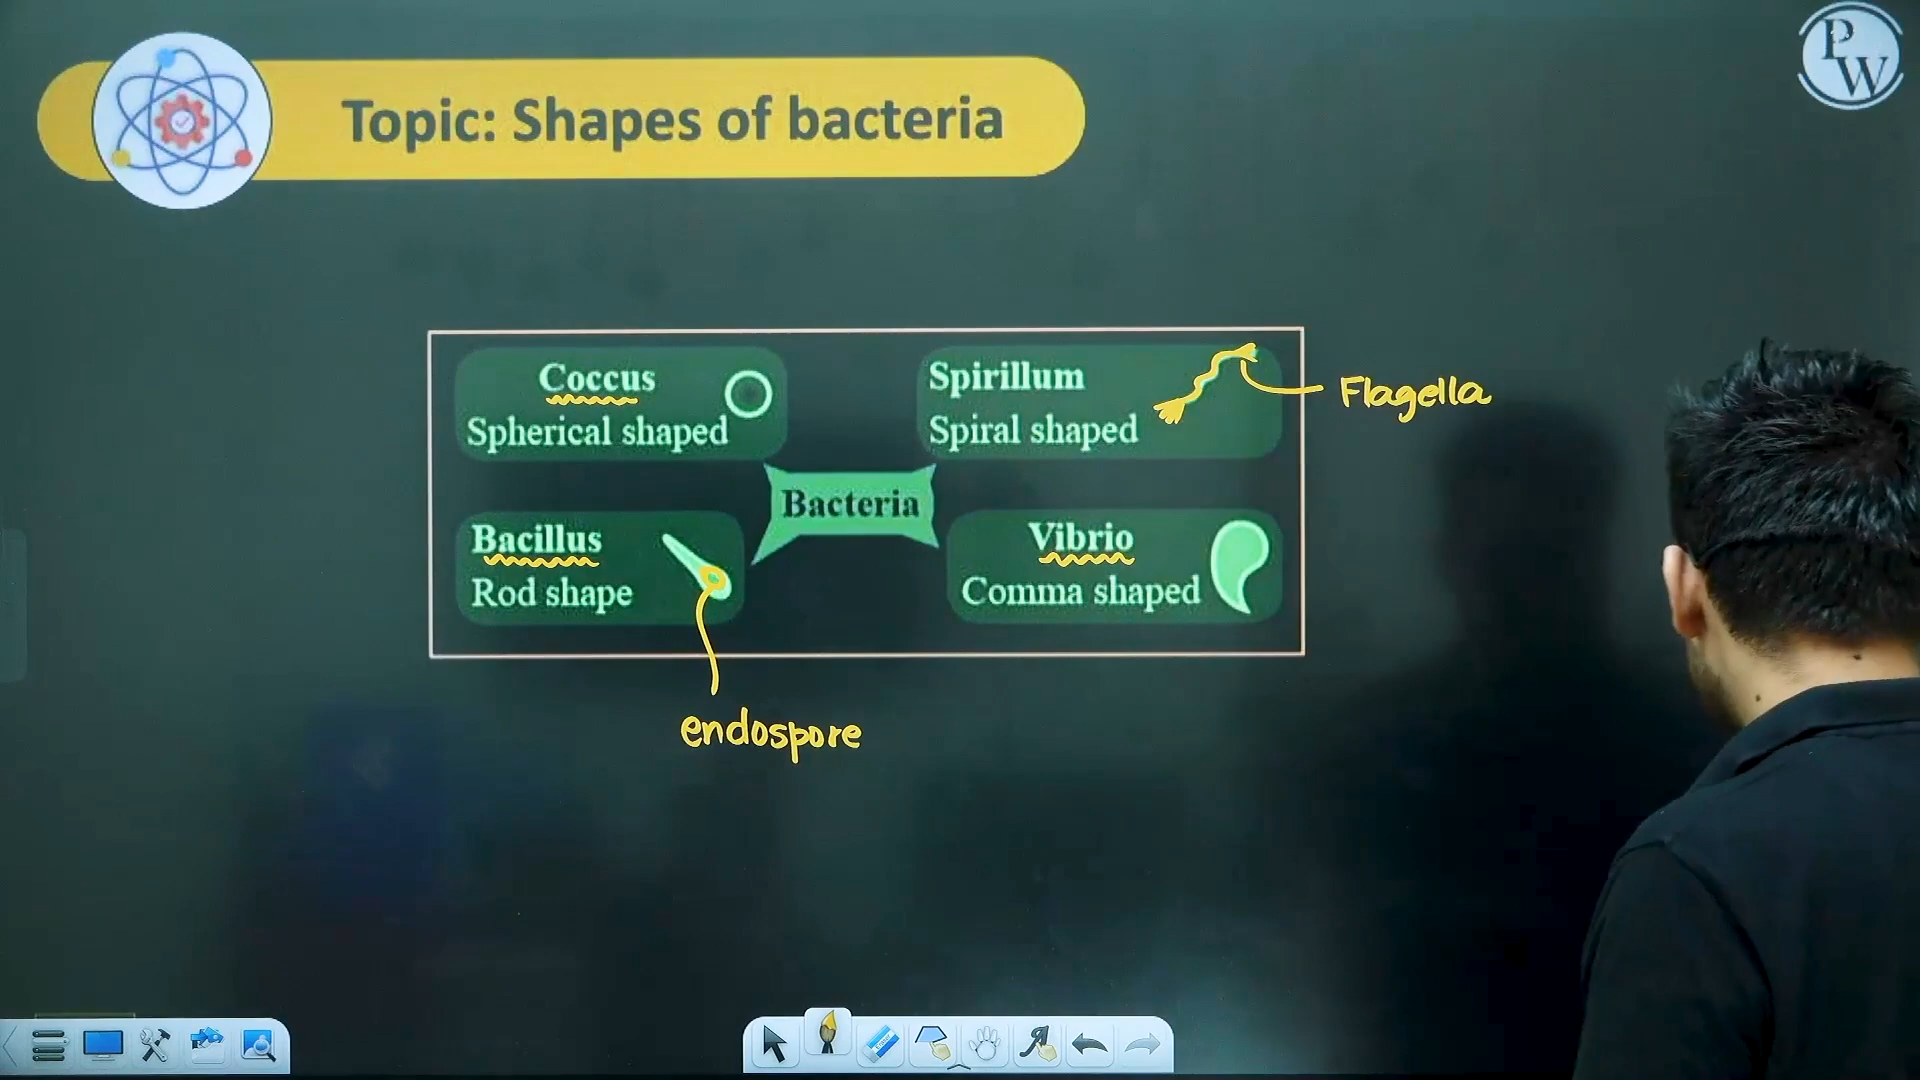 PW
Topic: Shapes of bacteria
Coccus
Spherical shaped
Spirillum
Spiral shaped
Flagella
Bacteria
Bacillus
Rod shape
Vibrio
Comma shaped
endospore